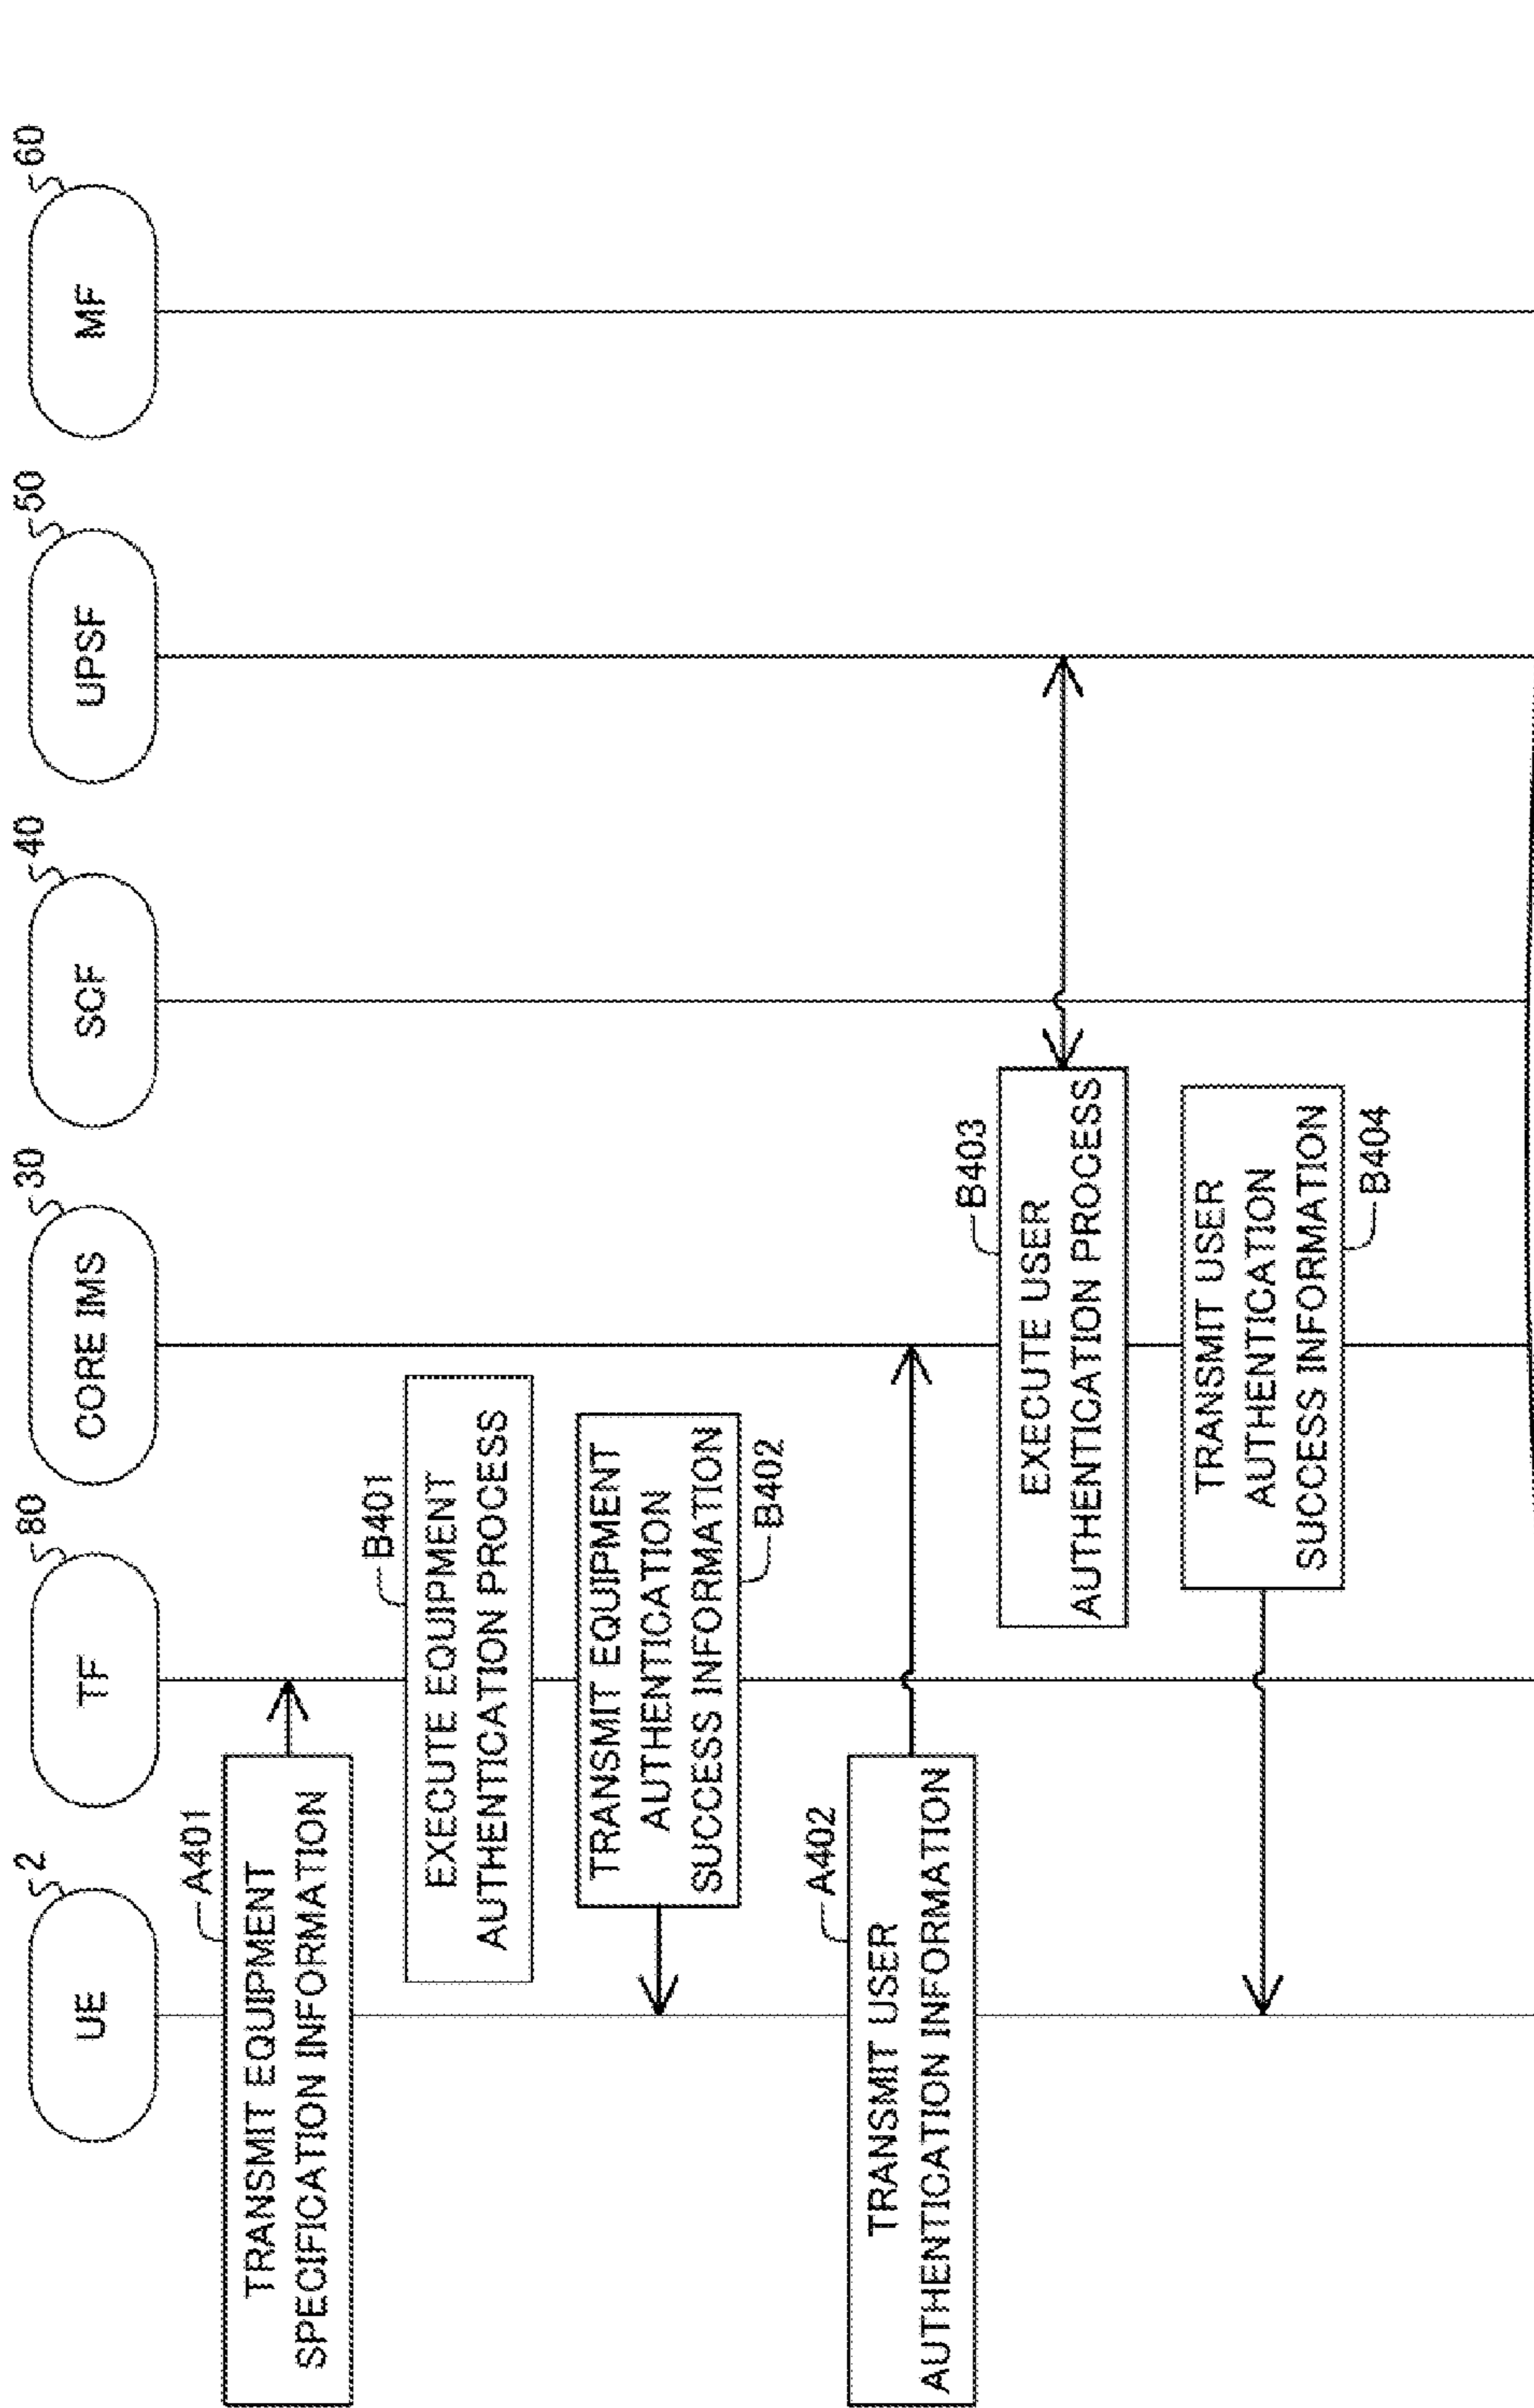 UE
2
TF
80
CORE IMS
30
SCF
40
UPSF
50
MF
60
A401
TRANSMIT EQUIPMENT
SPECIFICATION INFORMATION
B401
EXECUTE EQUIPMENT
AUTHENTICATION PROCESS
TRANSMIT EQUIPMENT
AUTHENTICATION
SUCCESS INFORMATION
B402
A402
TRANSMIT USER
AUTHENTICATION INFORMATION
B403
EXECUTE USER
AUTHENTICATION PROCESS
TRANSMIT USER
AUTHENTICATION
SUCCESS INFORMATION
B404